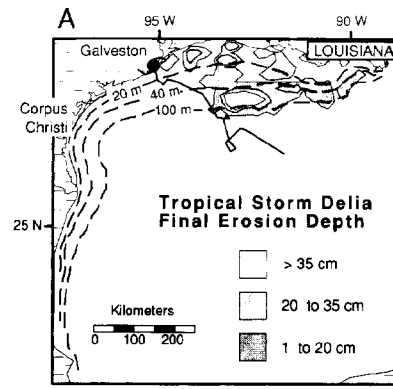 A
95 W
90 W
Galveston
LOUISIANA
20 m
40 m.
100 m
Corpus
Christi
25 N
Tropical Storm Delia
Final Erosion Depth
> 35 cm
20 to 35 cm
1 to 20 cm
Kilometers
0
100
200